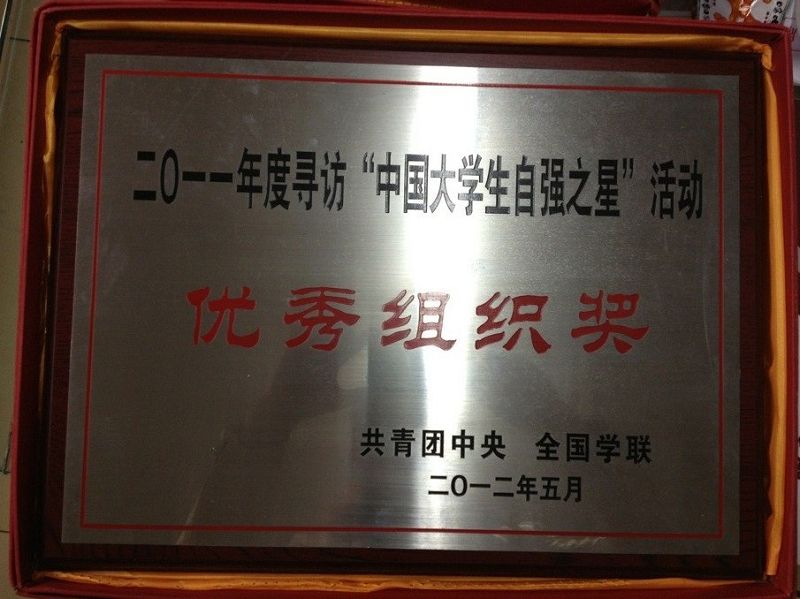 二〇一一年度寻访“中国大学生自强之星”活动
优秀组织奖
共青团中央 全国学联
二〇一二年五月